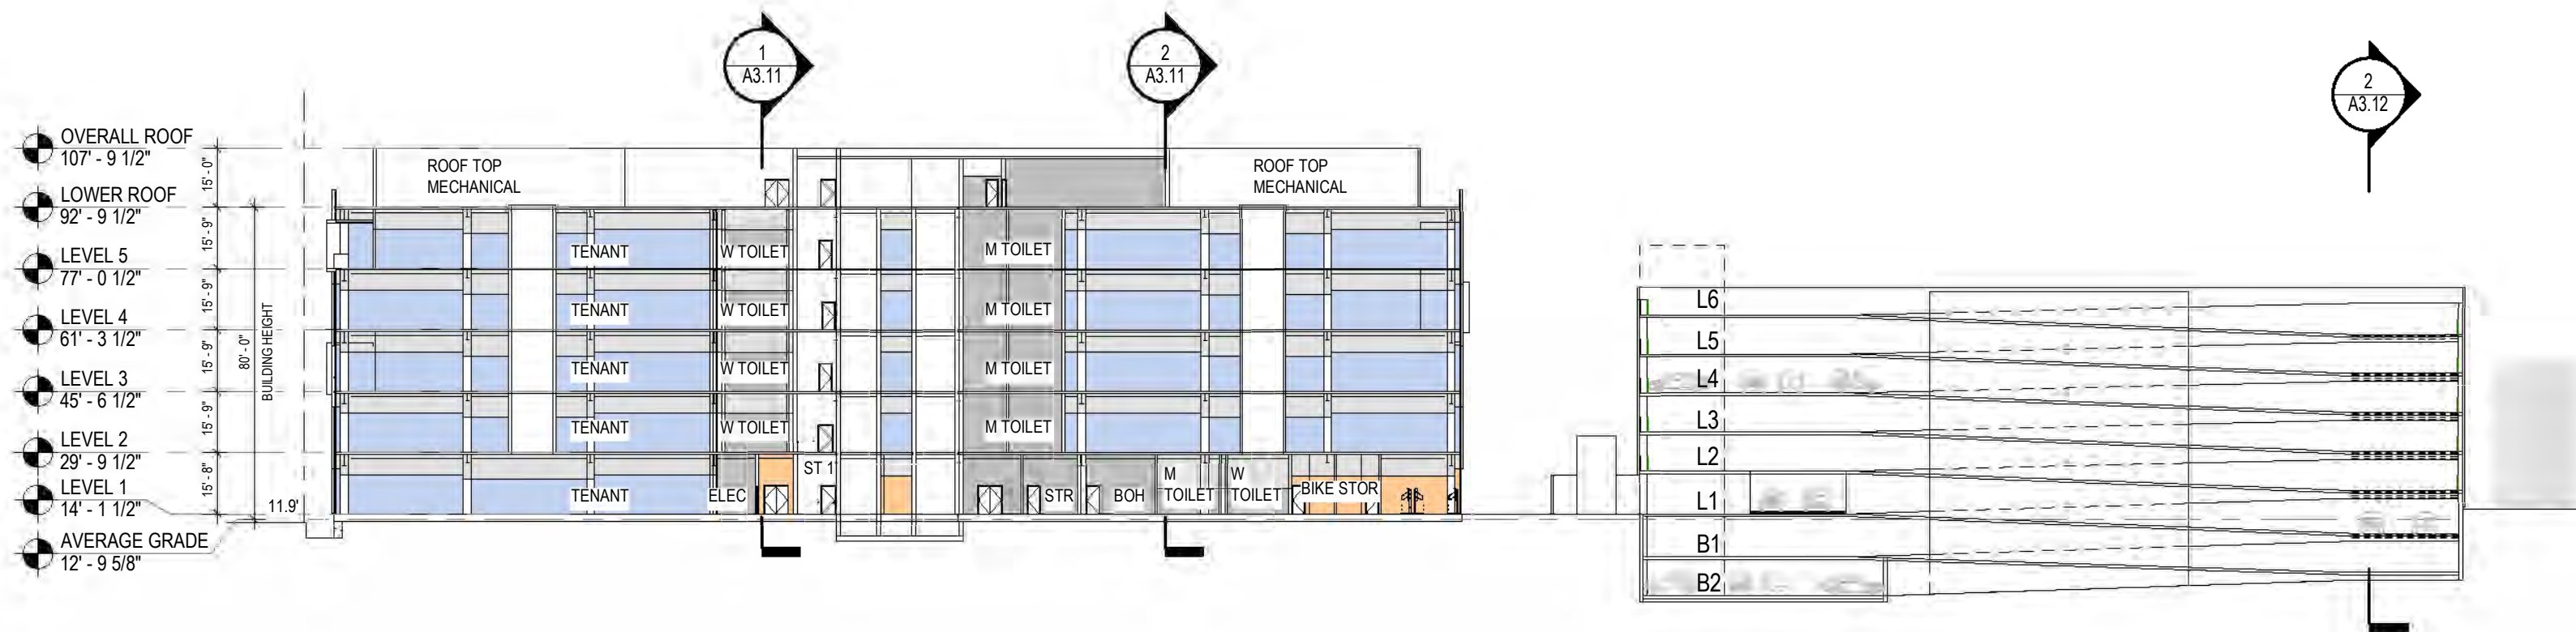 1
A3.11
2
A3.11
2
A3.12
OVERALL ROOF
107' - 9 1/2"
LOWER ROOF
92' - 9 1/2"
LEVEL 5
77' - 0 1/2"
LEVEL 4
61' - 3 1/2"
LEVEL 3
45' - 6 1/2"
LEVEL 2
29' - 9 1/2"
LEVEL 1
14' - 1 1/2"
AVERAGE GRADE
12' - 9 5/8"
15' - 0"
15' - 9"
15' - 9"
15' - 9"
15' - 9"
15' - 8"
80' - 0"
BUILDING HEIGHT
11.9'
ROOF TOP
MECHANICAL
ROOF TOP
MECHANICAL
TENANT
W TOILET
M TOILET
TENANT
W TOILET
M TOILET
TENANT
W TOILET
M TOILET
TENANT
W TOILET
M TOILET
TENANT
ELEC
ST 1
STR
BOH
M
TOILET
W
TOILET
BIKE STOR
L6
L5
L4
L3
L2
L1
B1
B2